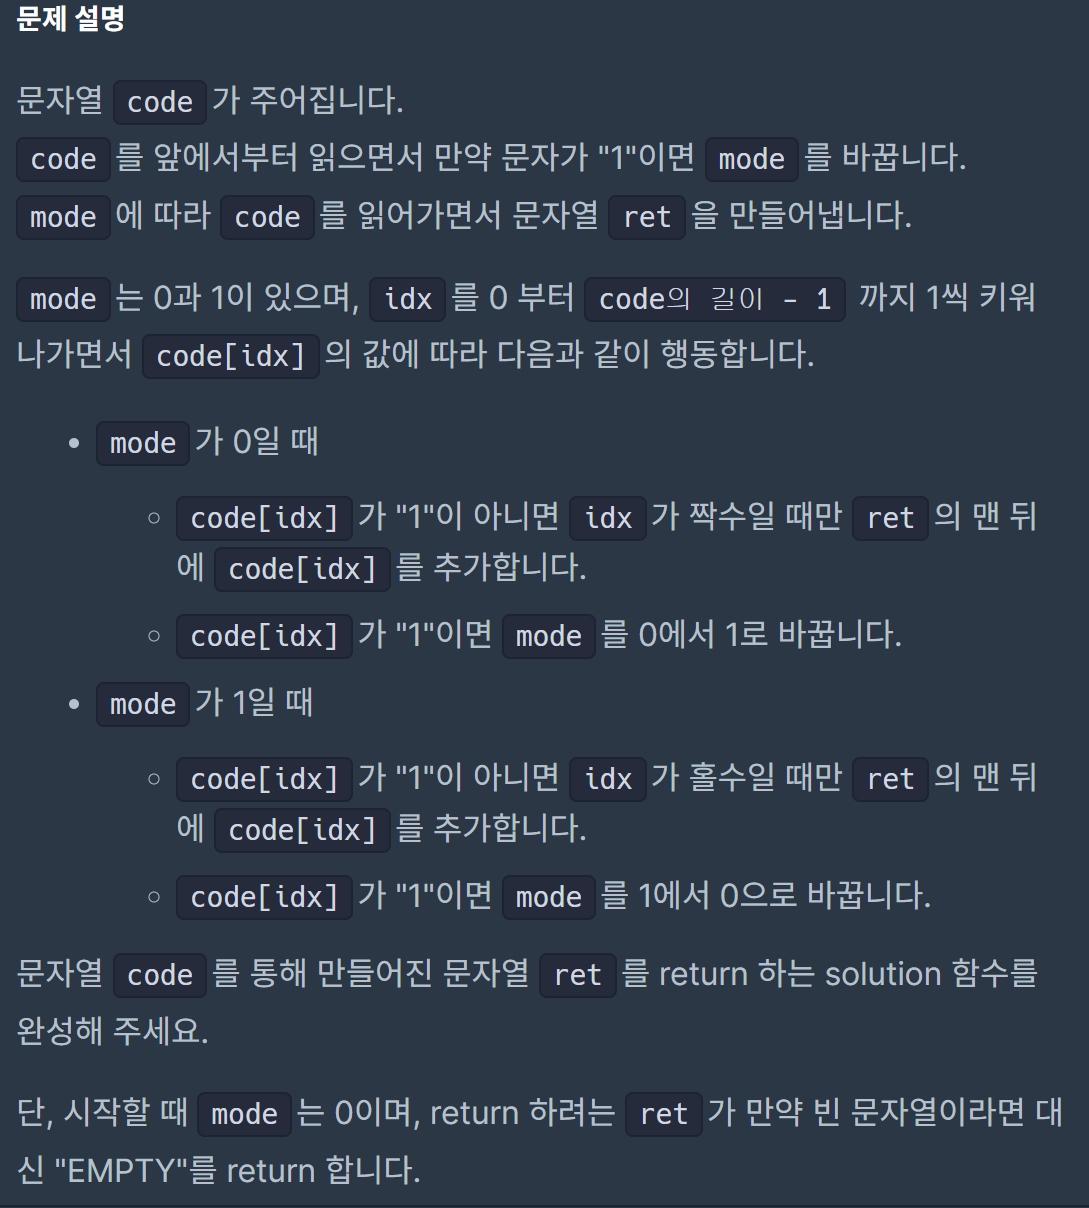 문제 설명
문자열 code 가 주어집니다.
code 를 앞에서부터 읽으면서 만약 문자가 "1"이면 mode 를 바꿉니다.
mode 에 따라 code 를 읽어가면서 문자열 ret 을 만들어냅니다.
mode 는 0과 1이 있으며, idx 를 0 부터 code의 길이 - 1 까지 1씩 키워
나가면서 code[idx] 의 값에 따라 다음과 같이 행동합니다.
• mode 가 0일 때
◦ code[idx] 가 "1"이 아니면 idx 가 짝수일 때만 ret 의 맨 뒤
에 code[idx] 를 추가합니다.
◦ code[idx] 가 "1"이면 mode 를 0에서 1로 바꿉니다.
• mode 가 1일 때
◦ code[idx] 가 "1"이 아니면 idx 가 홀수일 때만 ret 의 맨 뒤
에 code[idx] 를 추가합니다.
◦ code[idx] 가 "1"이면 mode 를 1에서 0으로 바꿉니다.
문자열 code 를 통해 만들어진 문자열 ret 를 return 하는 solution 함수를
완성해 주세요.
단, 시작할 때 mode 는 0이며, return 하려는 ret 가 만약 빈 문자열이라면 대
신 "EMPTY"를 return 합니다.